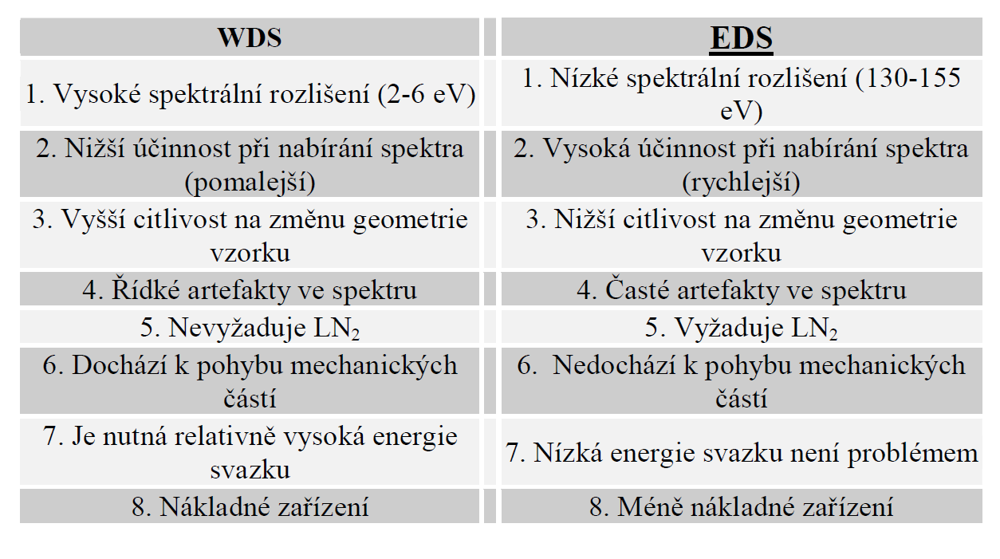 WDS
EDS
1. Vysoké spektrální rozlišení (2-6 eV)
1. Nízké spektrální rozlišení (130-155
eV)
2. Nižší účinnost při nabírání spektra
(pomalejší)
2. Vysoká účinnost při nabírání spektra
(rychlejší)
3. Vyšší citlivost na změnu geometrie
vzorku
3. Nižší citlivost na změnu geometrie
vzorku
4. Řídké artefakty ve spektru
4. Časté artefakty ve spektru
5. Nevyžaduje LN₂
5. Vyžaduje LN₂
6. Dochází k pohybu mechanických
částí
6. Nedochází k pohybu mechanických
částí
7. Je nutná relativně vysoká energie
svazku
7. Nízká energie svazku není problémem
8. Nákladné zařízení
8. Méně nákladné zařízení